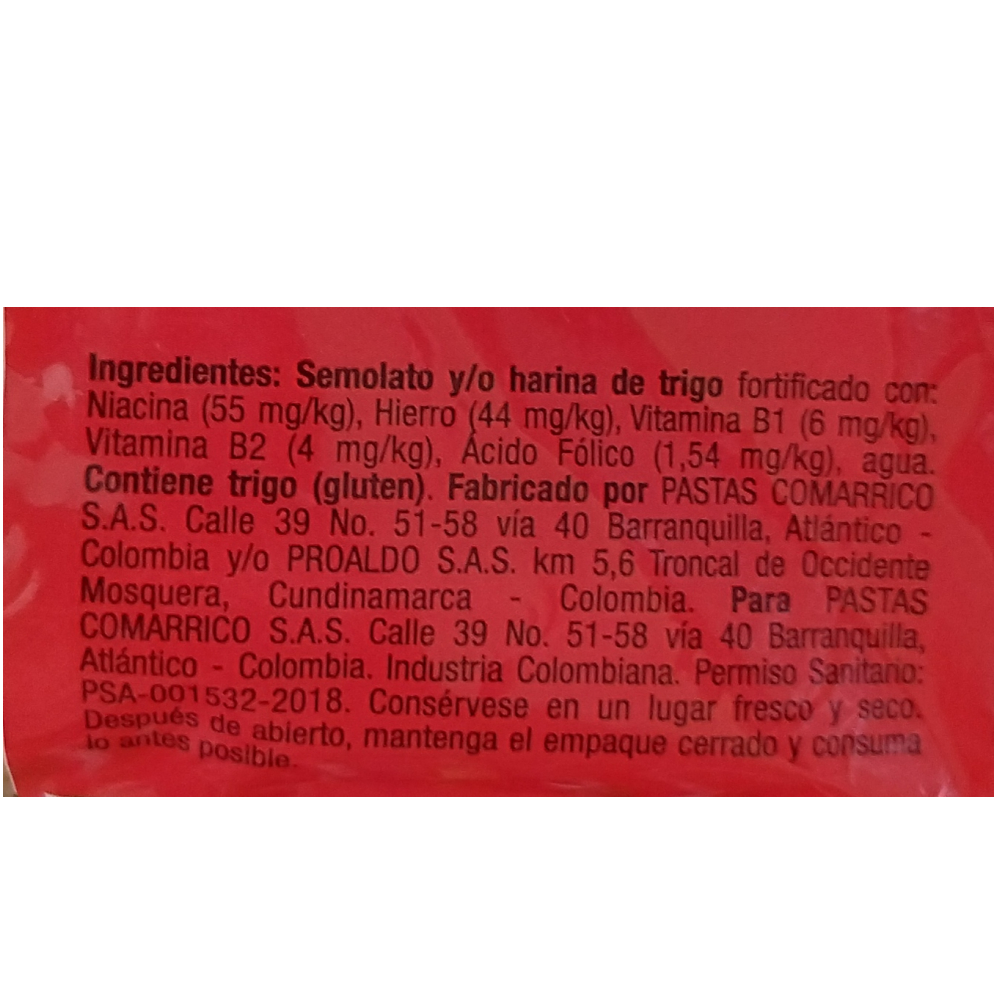 Ingredientes: Semolato y/o harina de trigo fortificado con:
Niacina (55 mg/kg), Hierro (44 mg/kg), Vitamina B1 (6 mg/kg),
Vitamina B2 (4 mg/kg), Ácido Fólico (1,54 mg/kg), agua.
Contiene trigo (gluten). Fabricado por PASTAS COMARRICO
S.A.S. Calle 39 No. 51-58 vía 40 Barranquilla, Atlántico -
Colombia y/o PROALDO S.A.S. km 5,6 Troncal de Occidente
Mosquera, Cundinamarca - Colombia. Para PASTAS
COMARRICO S.A.S. Calle 39 No. 51-58 vía 40 Barranquilla,
Atlántico - Colombia. Industria Colombiana. Permiso Sanitario:
PSA-001532-2018. Consérvese en un lugar fresco y seco.
Después de abierto, mantenga el empaque cerrado y consuma
lo antes posible.